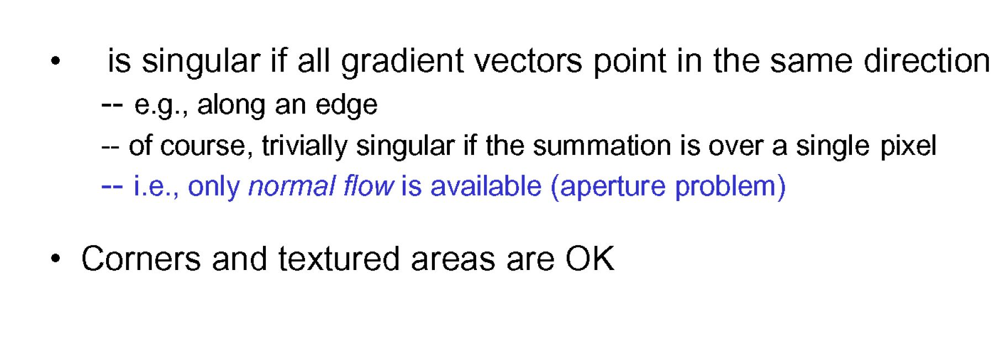 • is singular if all gradient vectors point in the same direction
-- e.g., along an edge
-- of course, trivially singular if the summation is over a single pixel
-- i.e., only normal flow is available (aperture problem)
• Corners and textured areas are OK